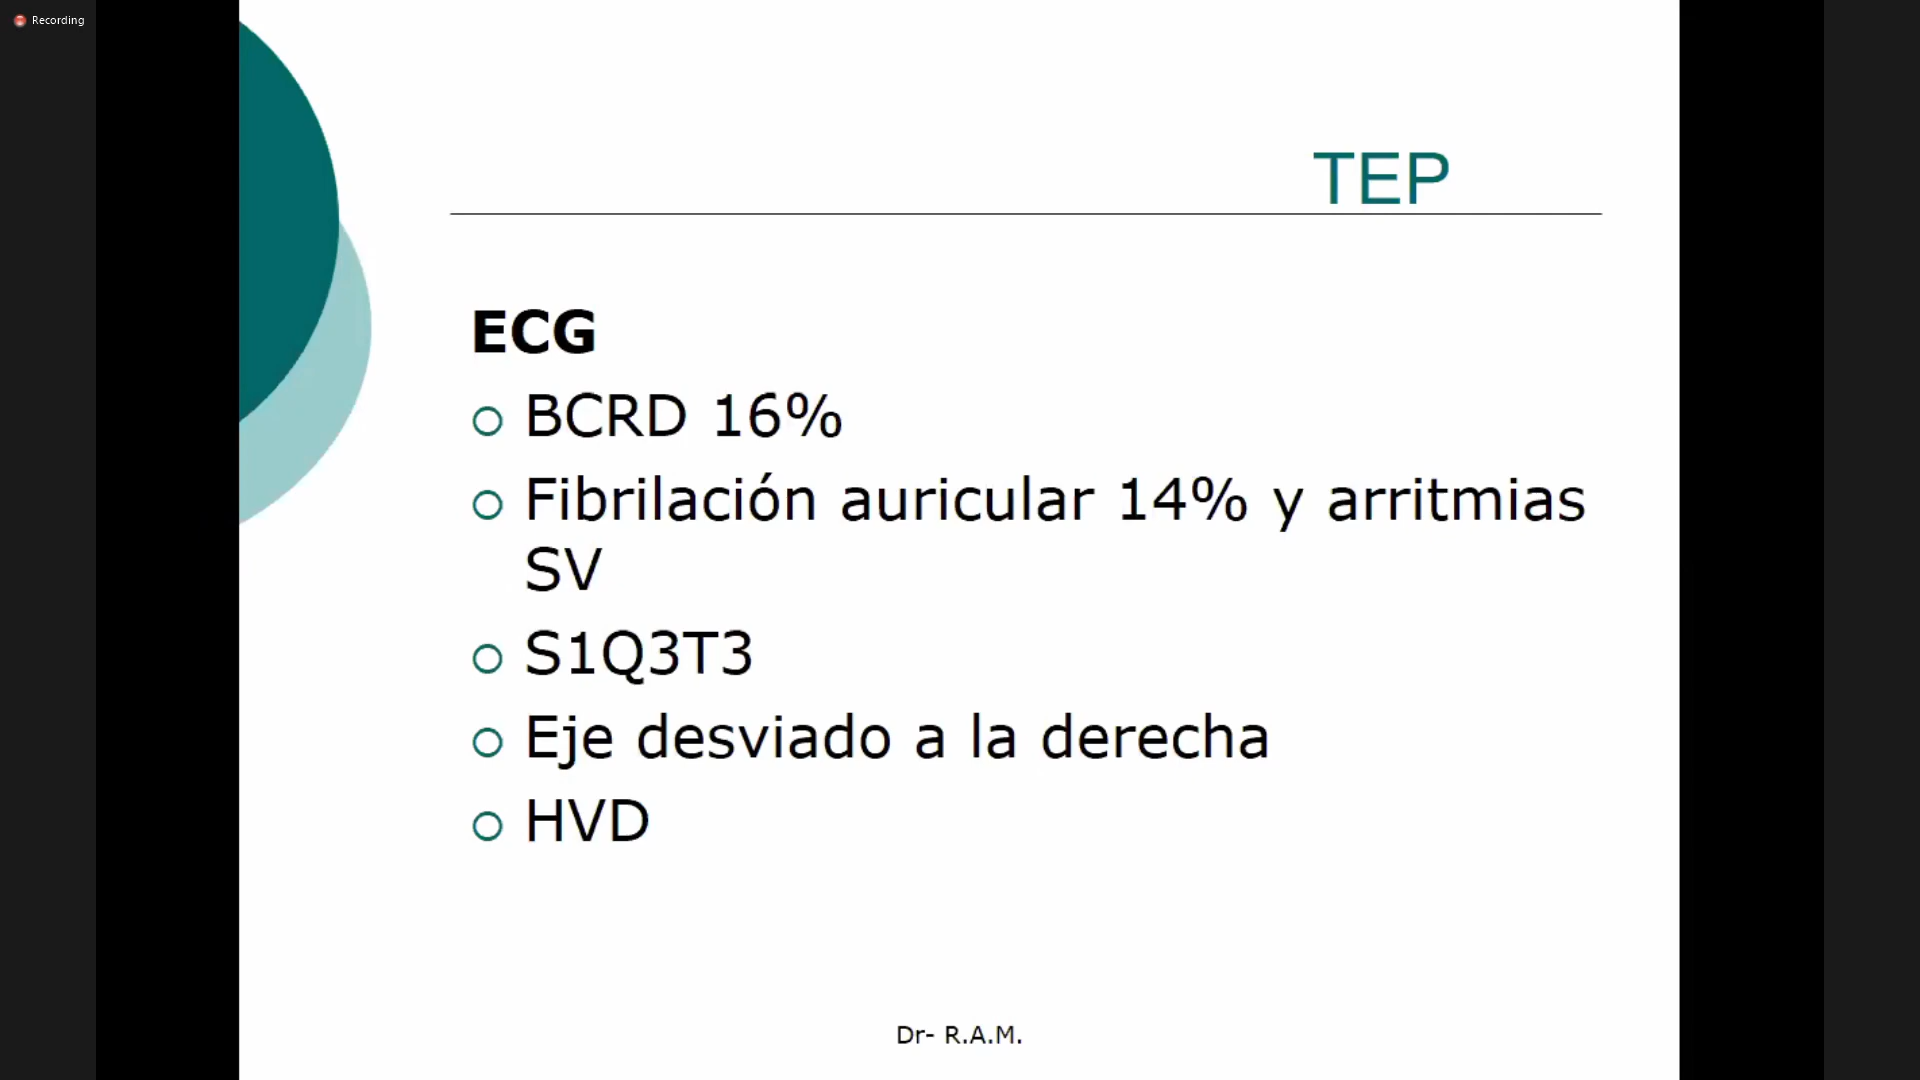 Recording
TEP
ECG
BCRD 16%
Fibrilación auricular 14% y arritmias
SV
S1Q3T3
Eje desviado a la derecha
HVD
Dr- R.A.M.